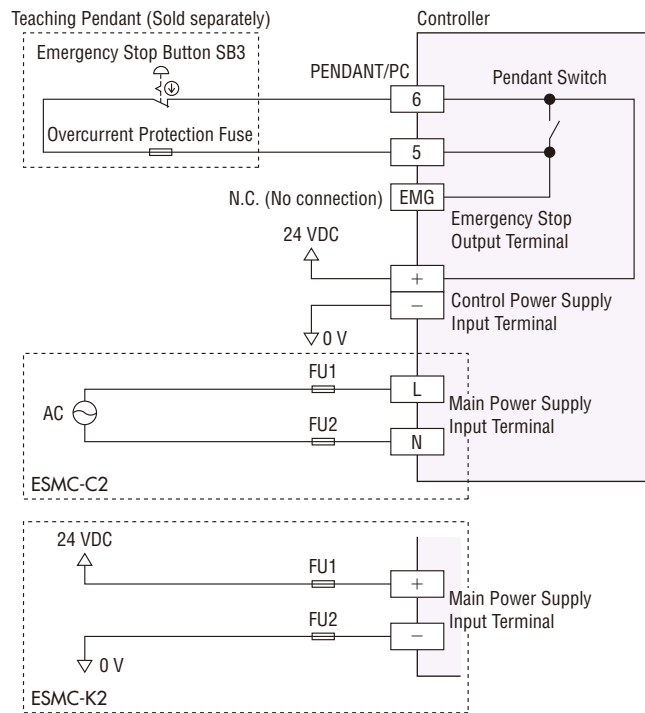 Teaching Pendant (Sold separately)
Controller
Emergency Stop Button SB3
PENDANT/PC
Pendant Switch
6
Overcurrent Protection Fuse
5
N.C. (No connection)
EMG
Emergency Stop
Output Terminal
24 VDC
+
−
Control Power Supply
Input Terminal
0 V
FU1
L
AC
Main Power Supply
Input Terminal
FU2
N
ESMC-C2
24 VDC
FU1
+
Main Power Supply
Input Terminal
FU2
−
0 V
ESMC-K2